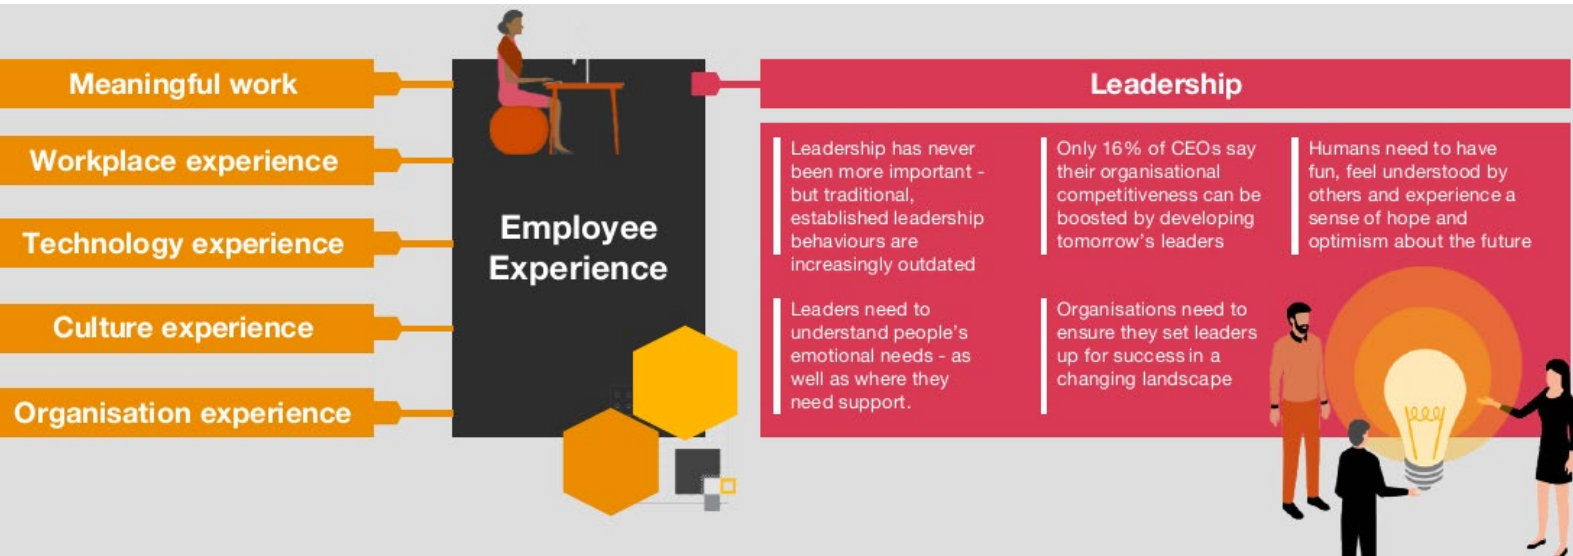 Meaningful work
Workplace experience
Technology experience
Culture experience
Organisation experience
Employee
Experience
Leadership
Leadership has never
been more important -
but traditional,
established leadership
behaviours are
increasingly outdated
Only 16% of CEOs say
their organisational
competitiveness can be
boosted by developing
tomorrow's leaders
Humans need to have
fun, feel understood by
others and experience a
sense of hope and
optimism about the future
Leaders need to
understand people's
emotional needs - as
well as where they
need support.
Organisations need to
ensure they set leaders
up for success in a
changing landscape